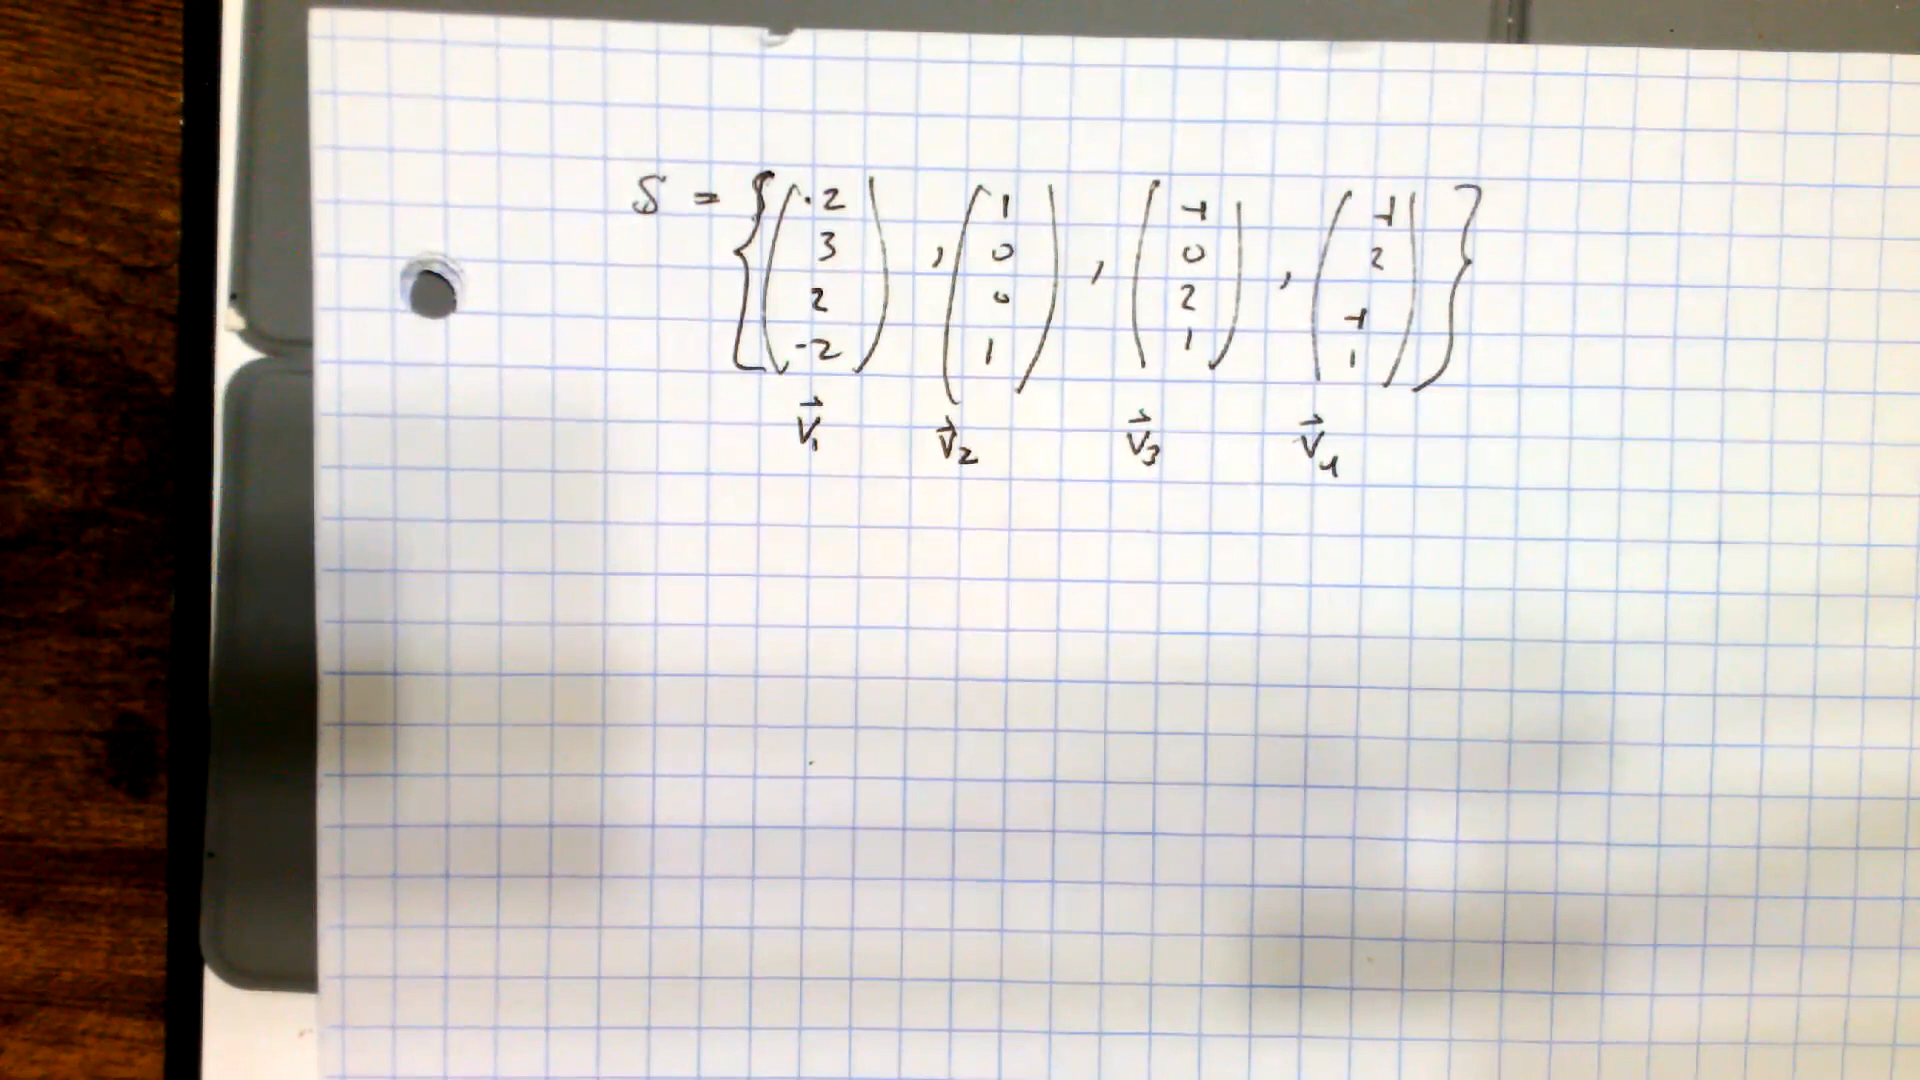 S = { ( -2 3 2 -2 ) , ( 1 0 0 1 ) , ( -1 0 2 1 ) , ( -1 2 -1 1 ) }
v⃗₁ v⃗₂ v⃗₃ v⃗₄